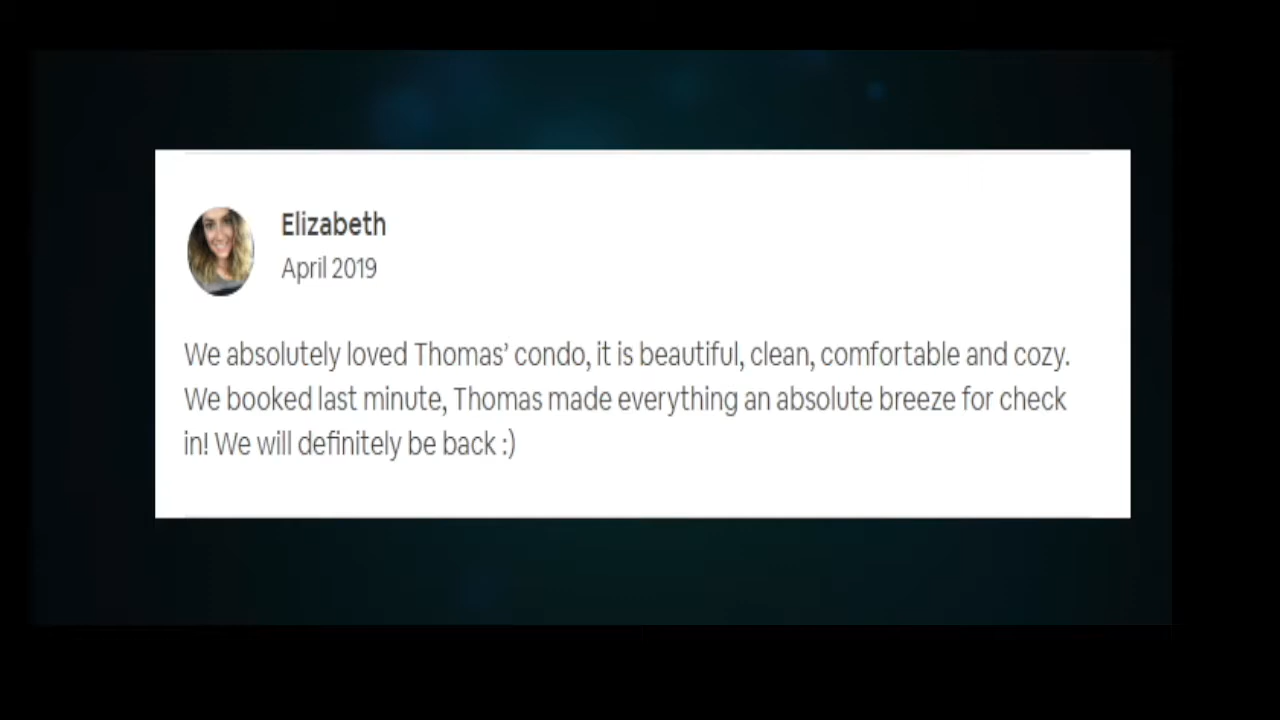 Elizabeth
April 2019
We absolutely loved Thomas’ condo, it is beautiful, clean, comfortable and cozy.
We booked last minute, Thomas made everything an absolute breeze for check
in! We will definitely be back :)